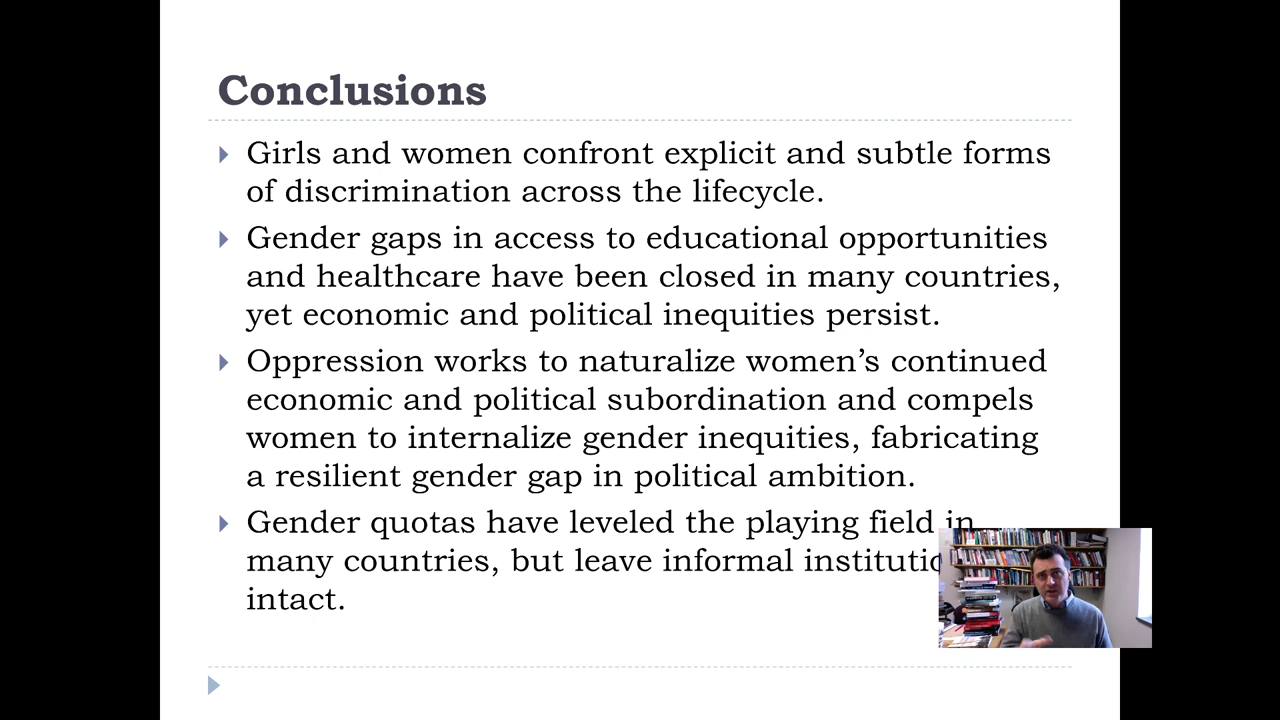 Conclusions
Girls and women confront explicit and subtle forms
of discrimination across the lifecycle.
Gender gaps in access to educational opportunities
and healthcare have been closed in many countries,
yet economic and political inequities persist.
Oppression works to naturalize women’s continued
economic and political subordination and compels
women to internalize gender inequities, fabricating
a resilient gender gap in political ambition.
Gender quotas have leveled the playing field in
many countries, but leave informal
intact.